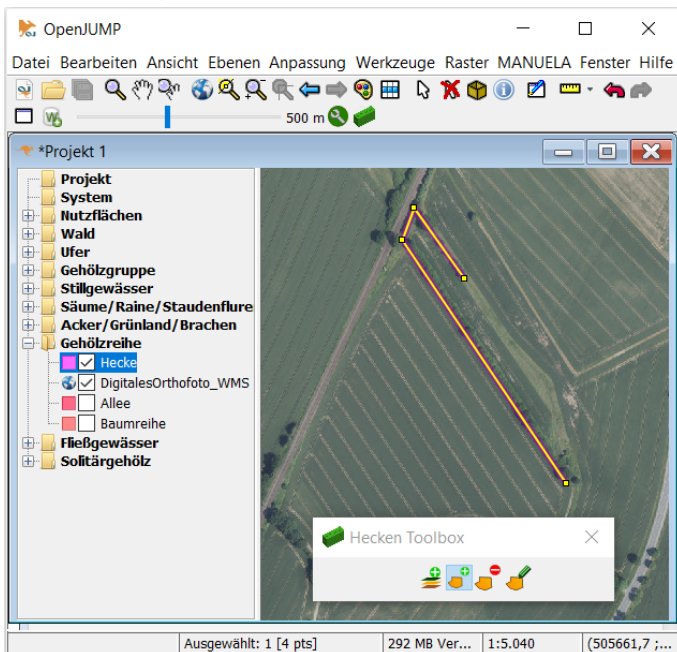 OpenJUMP
Datei Bearbeiten Ansicht Ebenen Anpassung Werkzeuge Raster MANUELA Fenster Hilfe
500 m
*Projekt 1
Projekt
System
Nutzflächen
Wald
Ufer
Gehölzgruppe
Stillgewässer
Säume/Raine/Staudenflure
Acker/Grünland/Brachen
Gehölzreihe
Hecke
DigitalesOrthofoto_WMS
Allee
Baumreihe
Fließgewässer
Solitärgehölz
Hecken Toolbox
Ausgewählt: 1 [4 pts] 292 MB Ver... 1:5.040 (505661,7 ;...